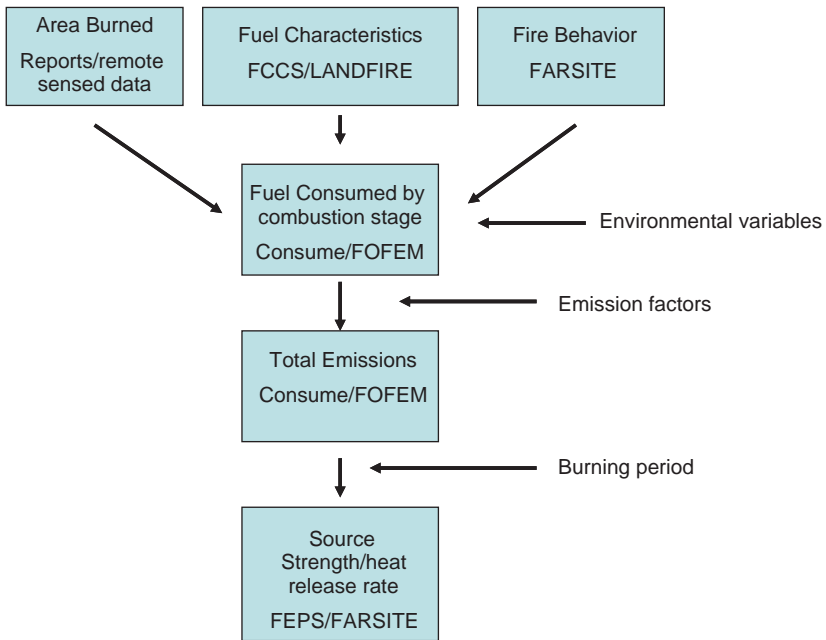 Area Burned
Reports/remote
sensed data
Fuel Characteristics
FCCS/LANDFIRE
Fire Behavior
FARSITE
Fuel Consumed by
combustion stage
Consume/FOFEM
Environmental variables
Emission factors
Total Emissions
Consume/FOFEM
Burning period
Source
Strength/heat
release rate
FEPS/FARSITE